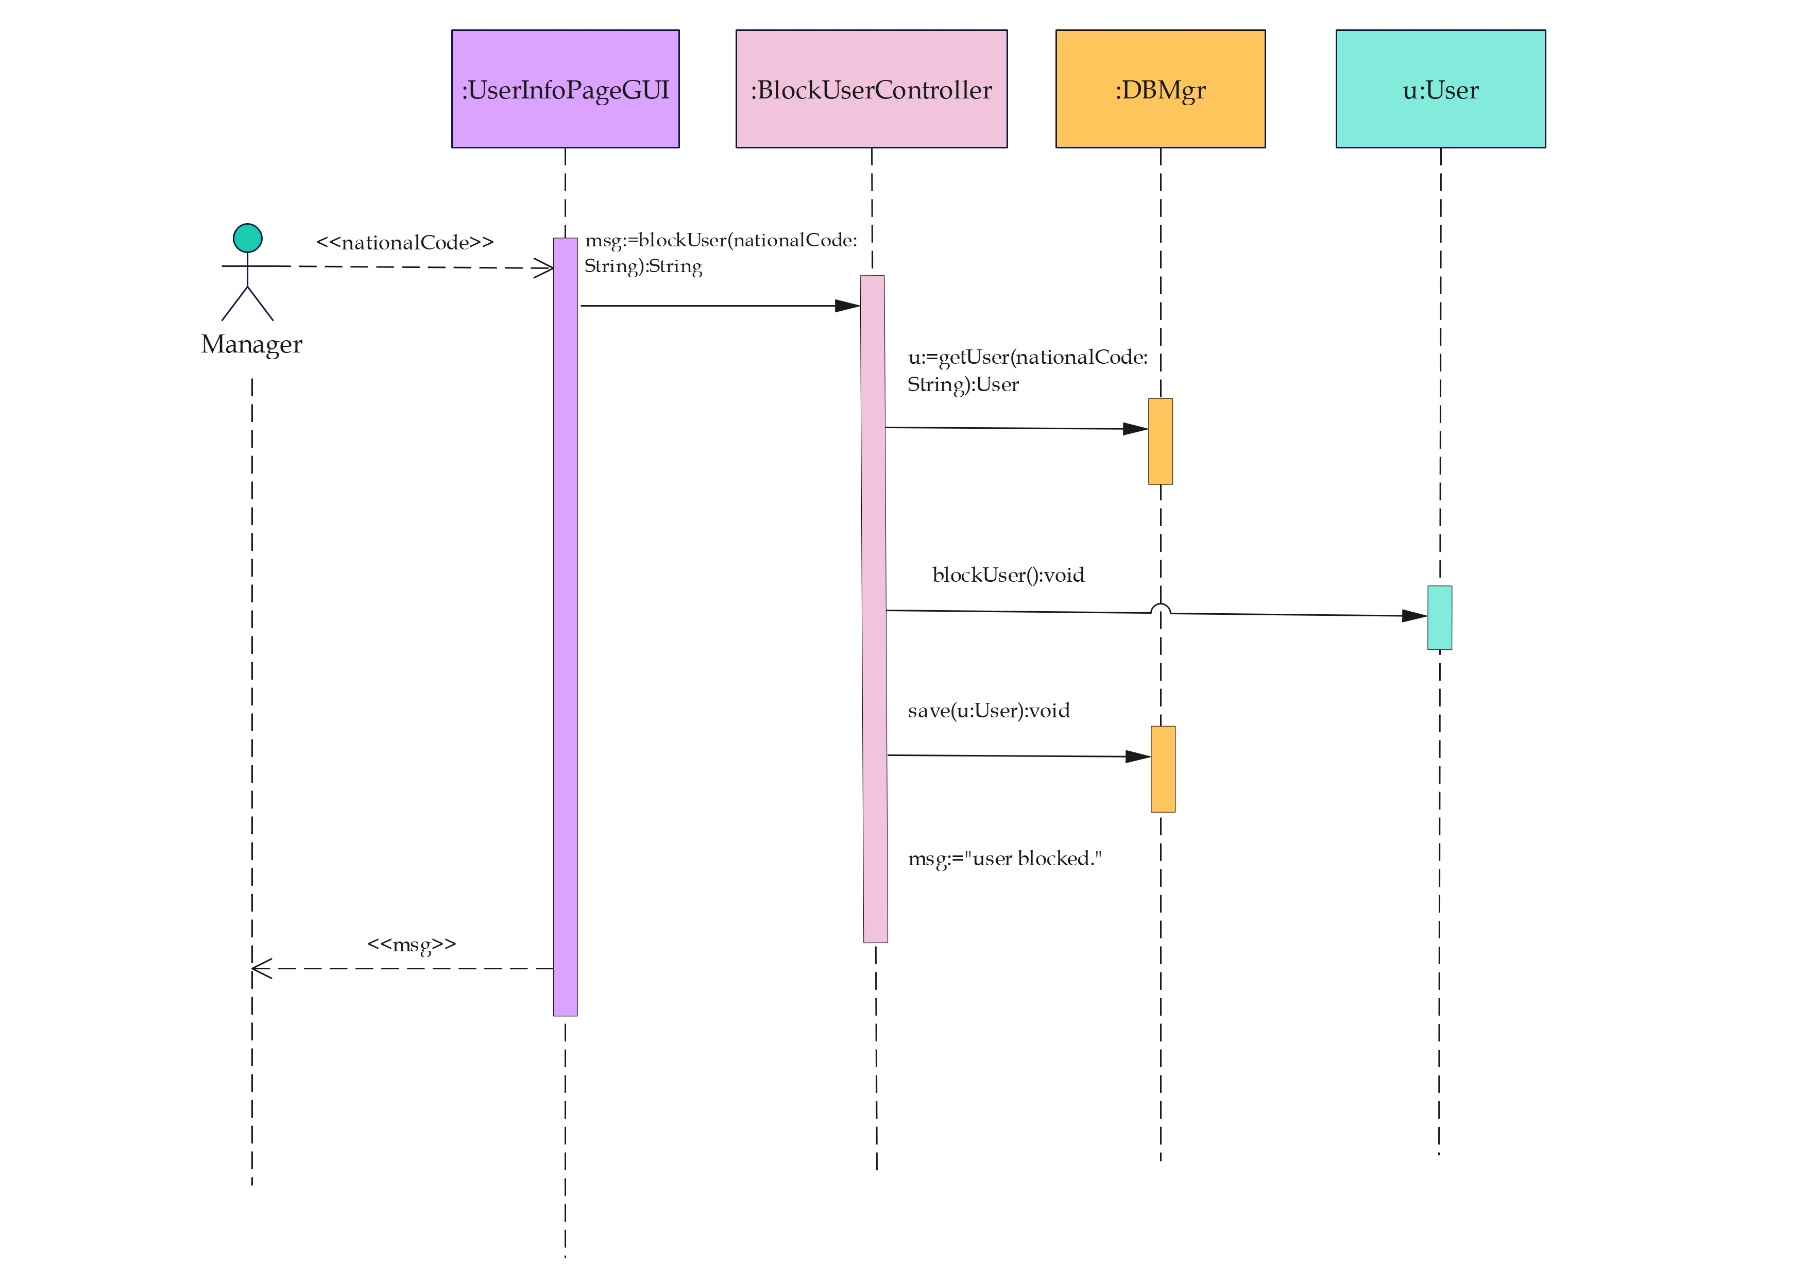 :UserInfoPageGUI
:BlockUserController
:DBMgr
u:User
<<nationalCode>>
msg:=blockUser(nationalCode:
String):String
Manager
u:=getUser(nationalCode:
String):User
blockUser():void
save(u:User):void
msg:="user blocked."
<<msg>>